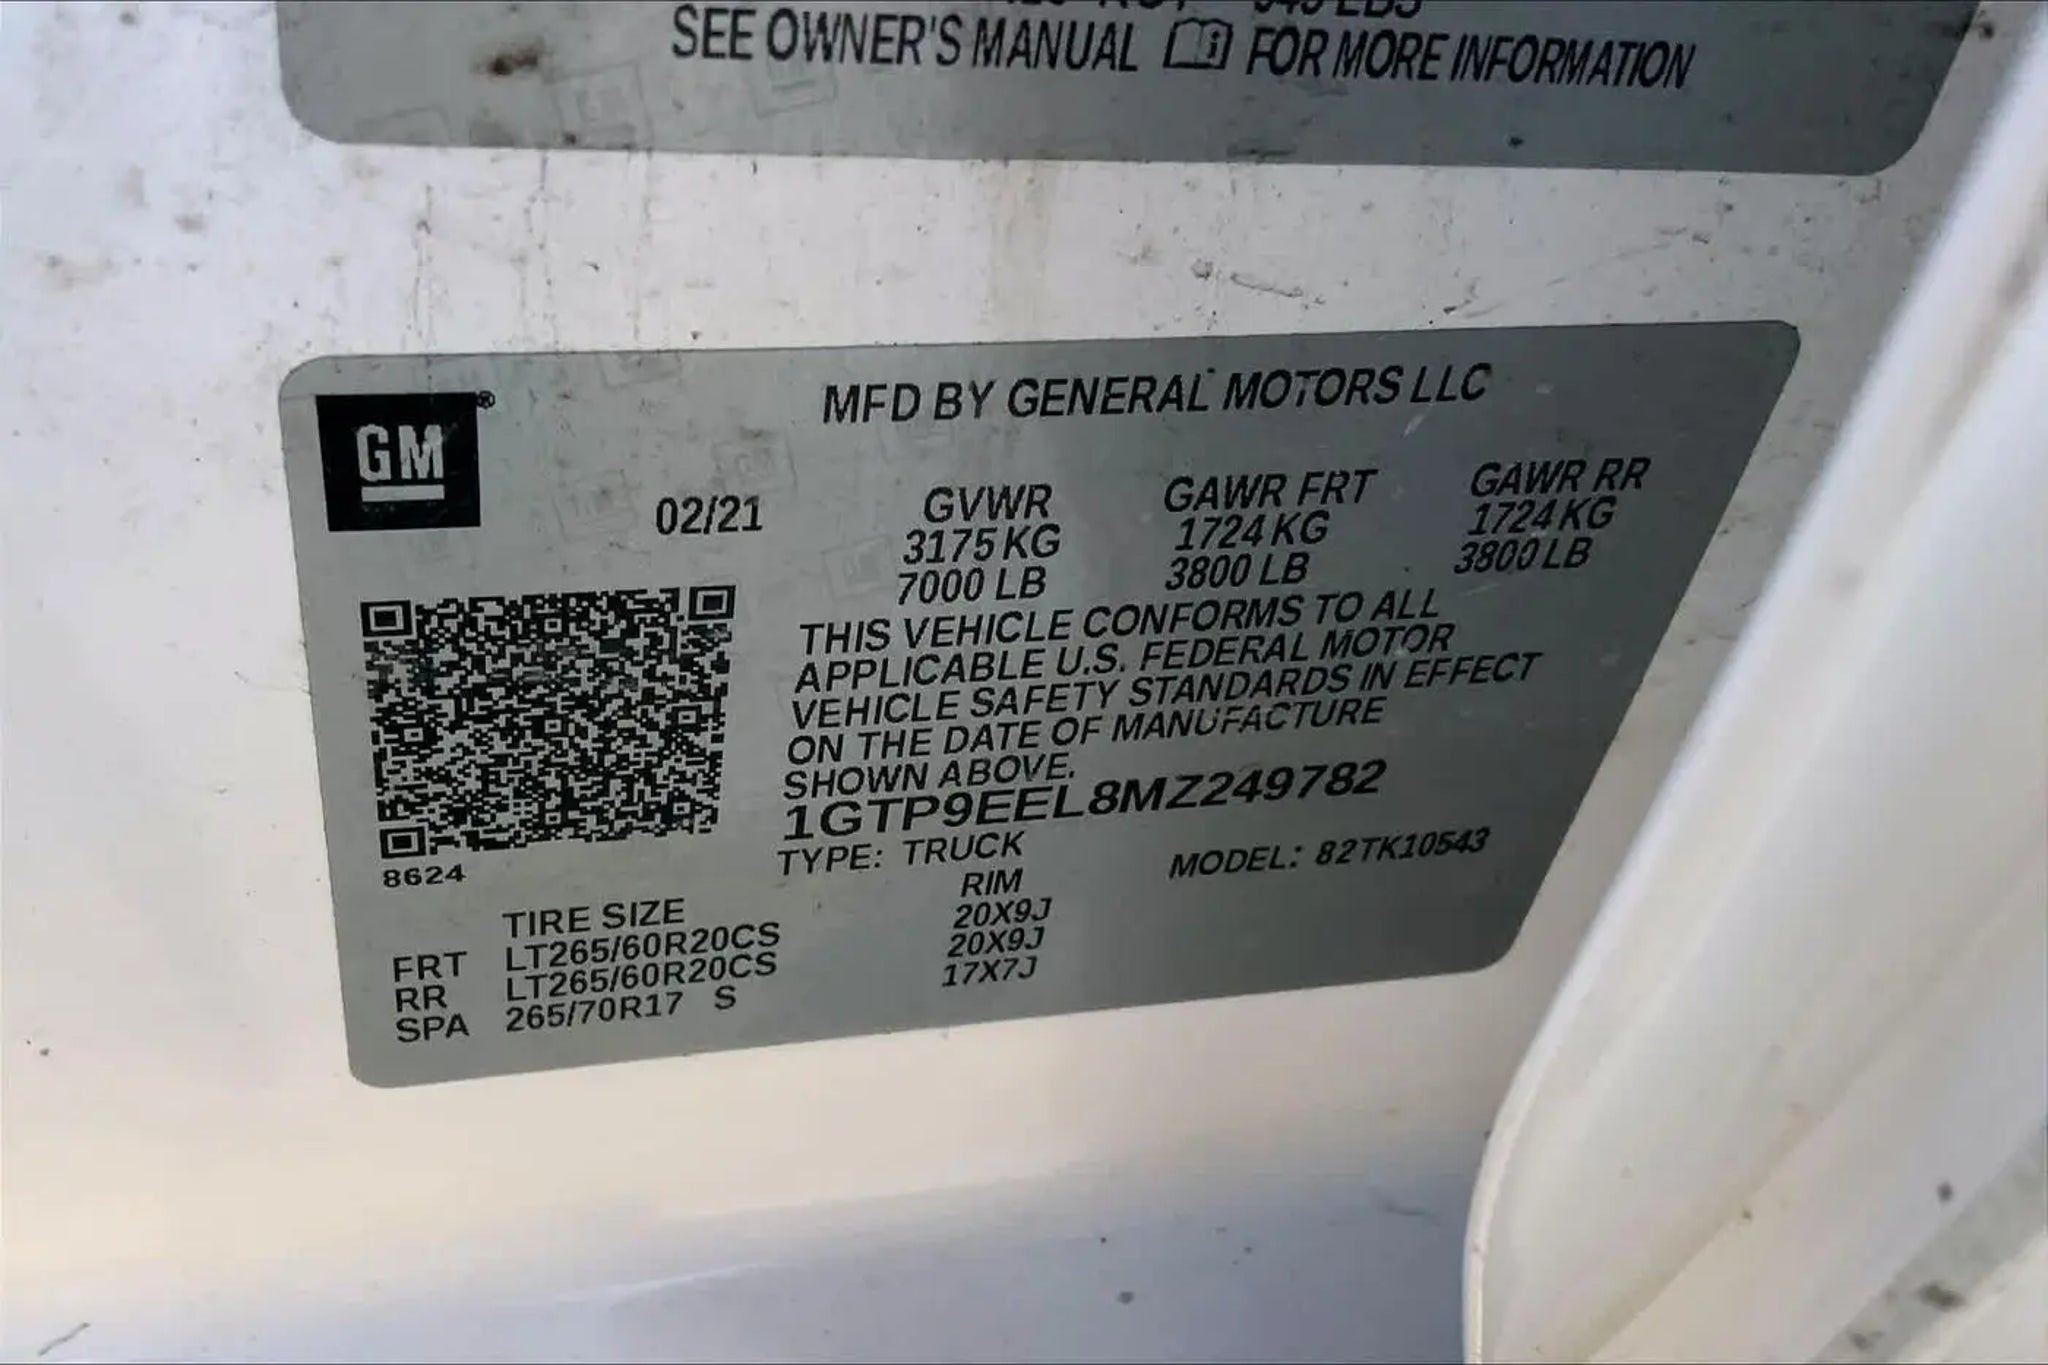 SEE OWNER'S MANUAL FOR MORE INFORMATION
GM®
MFD BY GENERAL MOTORS LLC
02/21
GVWR GAWR FRT GAWR RR
3175 KG 1724 KG 1724 KG
7000 LB 3800 LB 3800 LB
THIS VEHICLE CONFORMS TO ALL
APPLICABLE U.S. FEDERAL MOTOR
VEHICLE SAFETY STANDARDS IN EFFECT
ON THE DATE OF MANUFACTURE
SHOWN ABOVE.
1GTP9EEL8MZ249782
TYPE: TRUCK MODEL: 82TK10543
8624
TIRE SIZE RIM
FRT LT265/60R20CS 20X9J
RR LT265/60R20CS 20X9J
SPA 265/70R17 S 17X7J